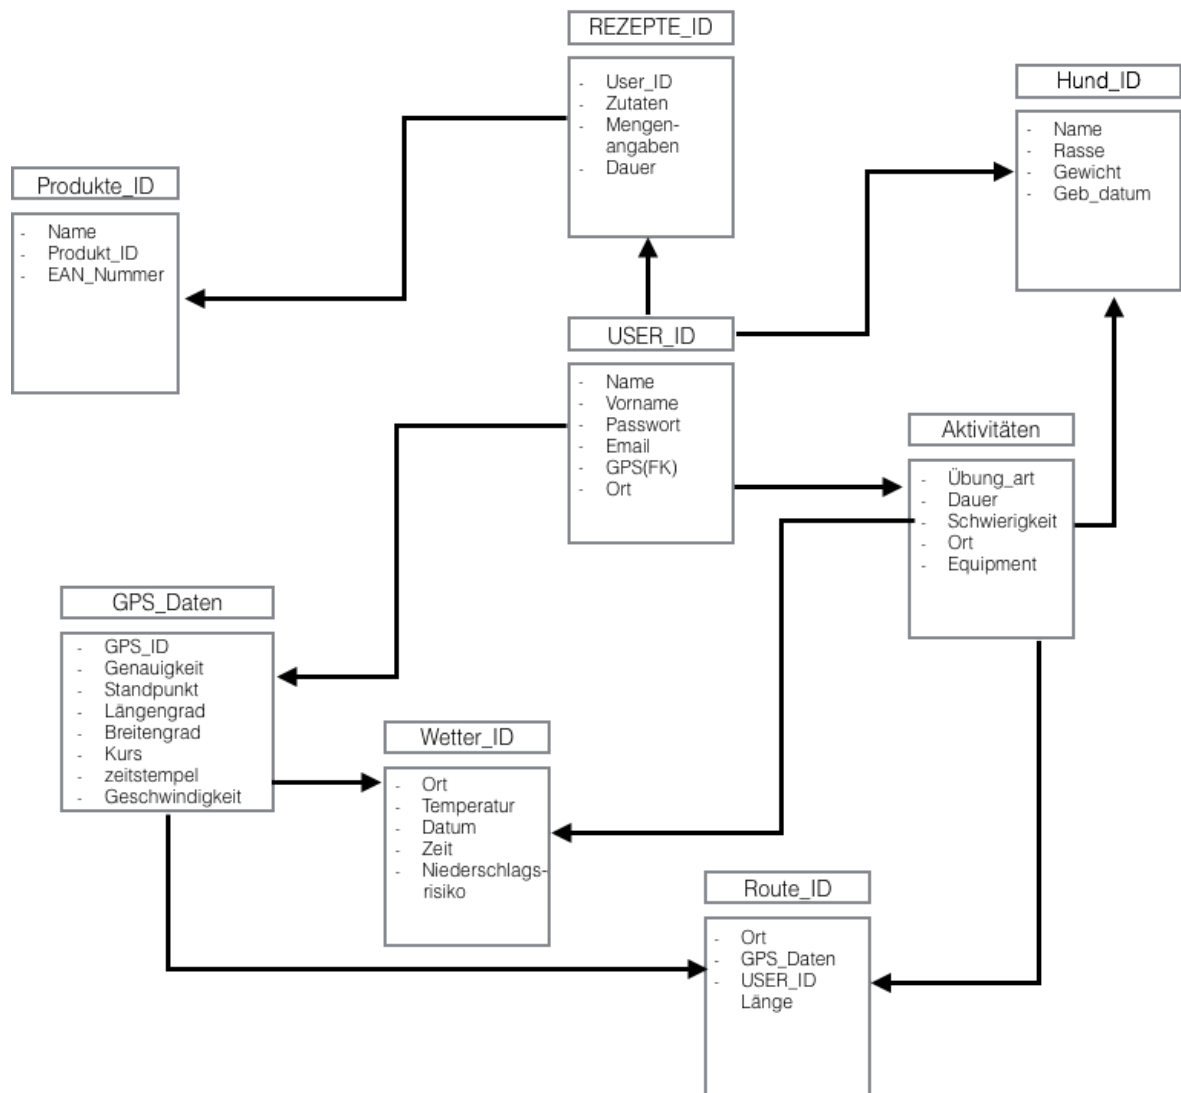 REZEPTE_ID
- User_ID
- Zutaten
- Mengen-
angaben
- Dauer
Hund_ID
- Name
- Rasse
- Gewicht
- Geb_datum
Produkte_ID
- Name
- Produkt_ID
- EAN_Nummer
USER_ID
- Name
- Vorname
- Passwort
- Email
- GPS(FK)
- Ort
Aktivitäten
- Übung_art
- Dauer
- Schwierigkeit
- Ort
- Equipment
GPS_Daten
- GPS_ID
- Genauigkeit
- Standpunkt
- Längengrad
- Breitengrad
- Kurs
- zeitstempel
- Geschwindigkeit
Wetter_ID
- Ort
- Temperatur
- Datum
- Zeit
- Niederschlags-
risiko
Route_ID
- Ort
- GPS_Daten
- USER_ID
Länge